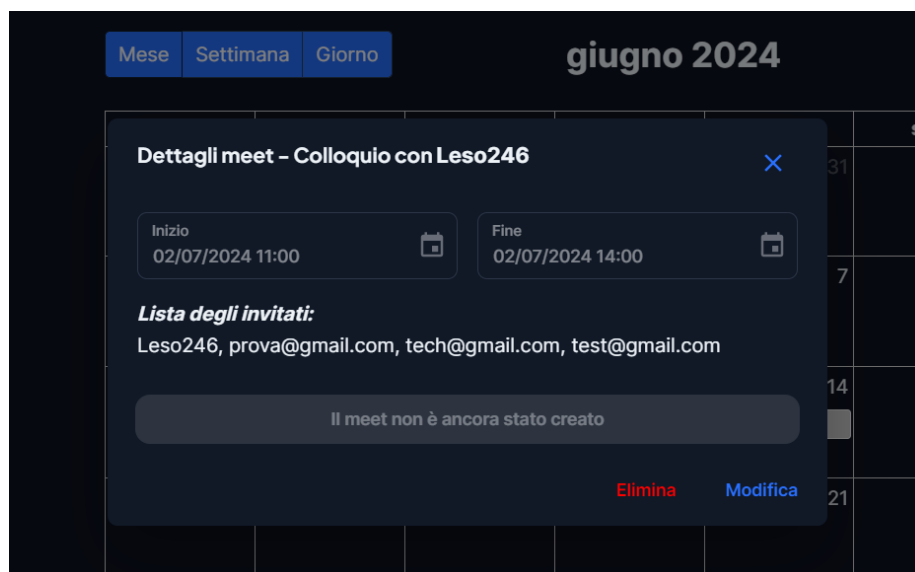 Mese Settimana Giorno
giugno 2024
Dettagli meet – Colloquio con Leso246
31
Inizio
02/07/2024 11:00
Fine
02/07/2024 14:00
7
Lista degli invitati:
Leso246, prova@gmail.com, tech@gmail.com, test@gmail.com
14
Il meet non è ancora stato creato
Elimina Modifica
21